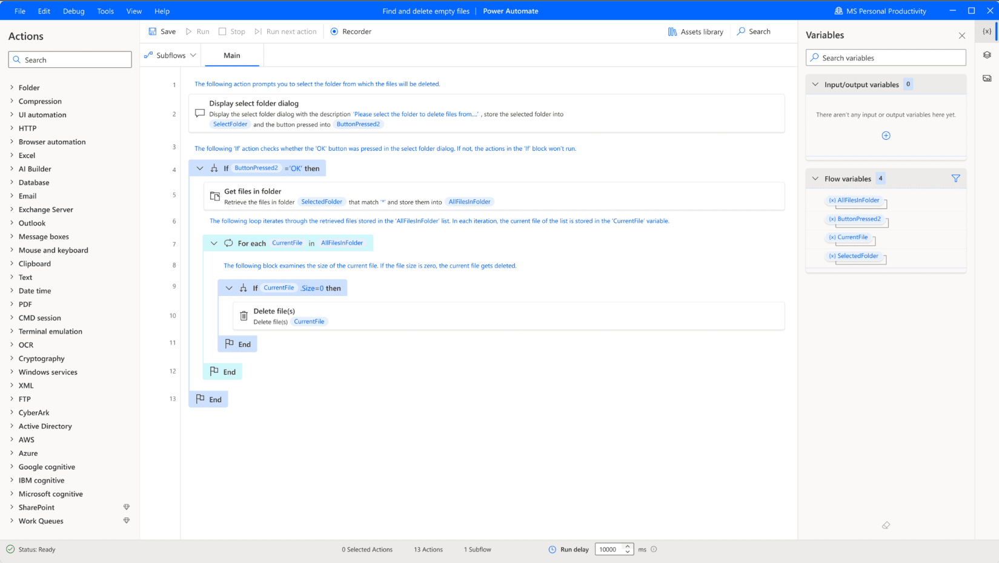 File Edit Debug Tools View Help
Find and delete empty files | Power Automate
MS Personal Productivity
Actions
Search
Folder
Compression
UI automation
HTTP
Browser automation
Excel
AI Builder
Database
Email
Exchange Server
Outlook
Message boxes
Mouse and keyboard
Clipboard
Text
Date time
PDF
CMD session
Terminal emulation
OCR
Cryptography
Windows services
XML
FTP
CyberArk
Active Directory
AWS
Azure
Google cognitive
IBM cognitive
Microsoft cognitive
SharePoint
Work Queues
Save Run Stop Run next action Recorder
Assets library Search
Subflows Main
1 The following action prompts you to select the folder from which the files will be deleted.
Display select folder dialog
2 Display the select folder dialog with the description 'Please select the folder to delete files from....' , store the selected folder into
SelectFolder and the button pressed into ButtonPressed2
3 The following 'If' action checks whether the 'OK' button was pressed in the select folder dialog. If not, the actions in the 'If' block won't run.
4 If ButtonPressed2 ='OK' then
Get files in folder
5 Retrieve the files in folder SelectedFolder that match '*' and store them into AllFilesInFolder
6 The following loop iterates through the retrieved files stored in the 'AllFilesInFolder' list. In each iteration, the current file of the list is stored in the 'CurrentFile' variable.
7 For each CurrentFile in AllFilesInFolder
8 The following block examines the size of the current file. If the file size is zero, the current file gets deleted.
9 If CurrentFile .Size=0 then
Delete file(s)
10 Delete file(s) CurrentFile
11 End
12 End
13 End
Variables
{x}
Search variables
Input/output variables 0
There aren't any input or output variables here yet.
Flow variables 4
{x} AllFilesInFolder
{x} ButtonPressed2
{x} CurrentFile
{x} SelectedFolder
Status: Ready
0 Selected Actions 13 Actions 1 Subflow
Run delay 10000 ms